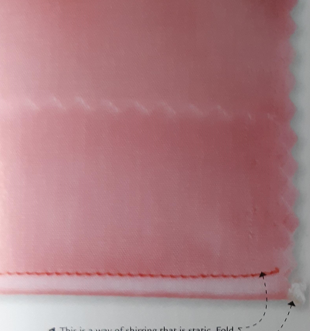 This is a way of shirring that is static. Fold